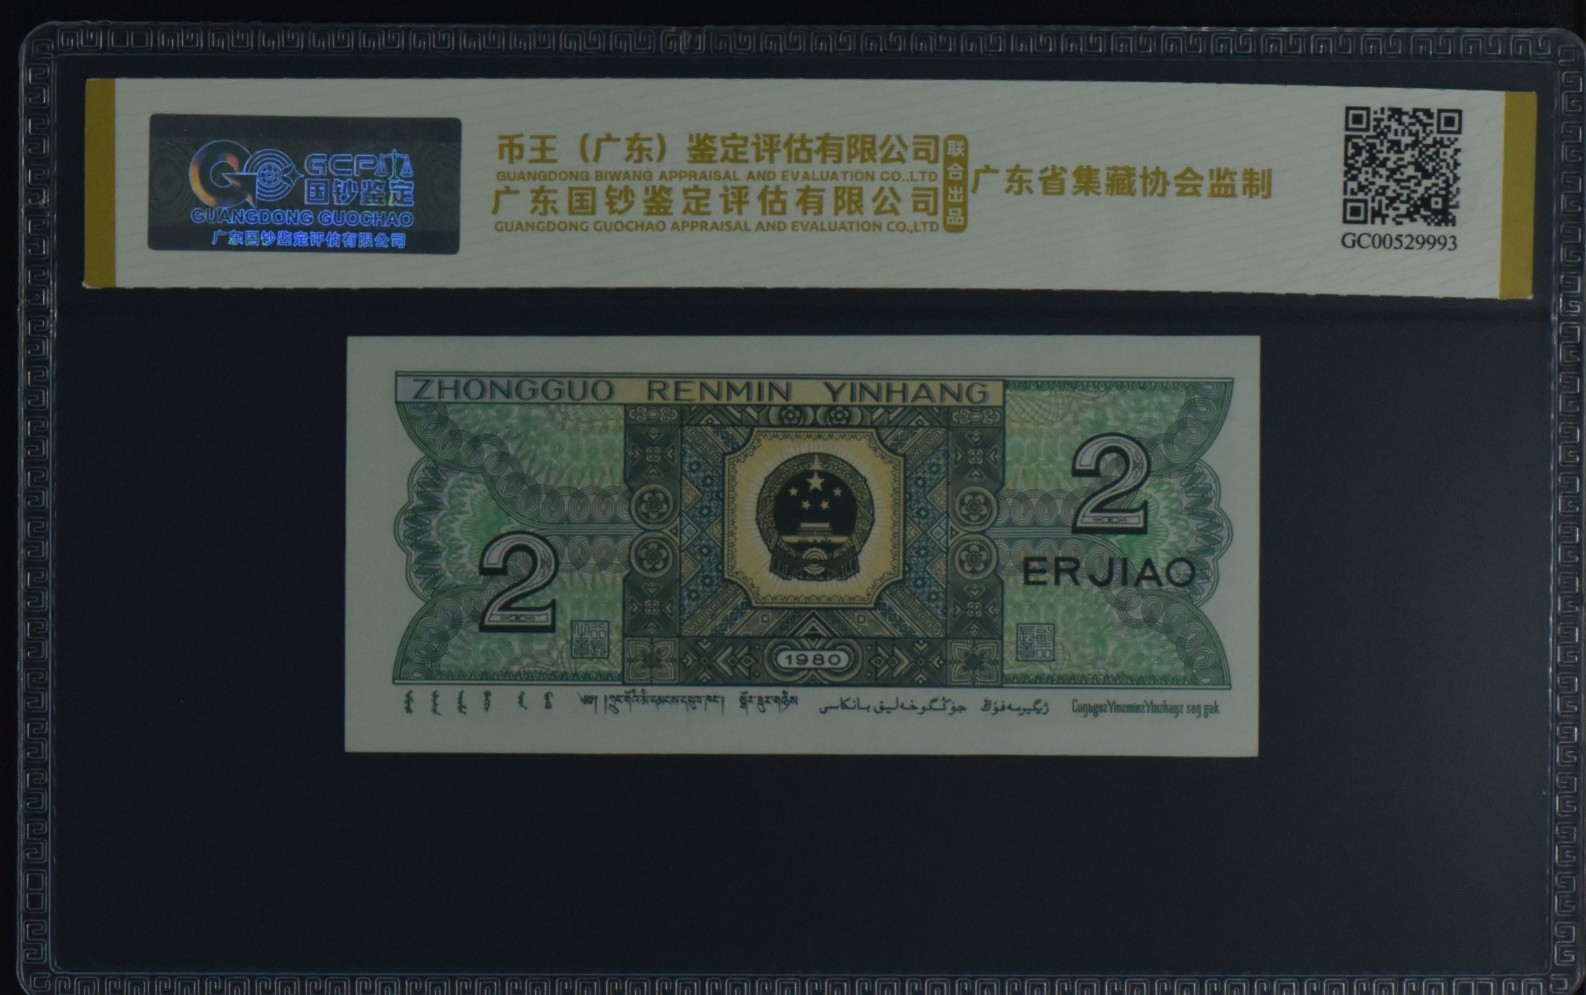 GCPA
国钞鉴定
GUANGDONG GUOCHAO
广东国钞鉴定评估有限公司
币王（广东）鉴定评估有限公司
GUANGDONG BIWANG APPRAISAL AND EVALUATION CO.,LTD
广东国钞鉴定评估有限公司
GUANGDONG GUOCHAO APPRAISAL AND EVALUATION CO.,LTD
联合出品
广东省集藏协会监制
GC00529993
ZHONGGUO RENMIN YINHANG
2
ERJIAO
2
1980